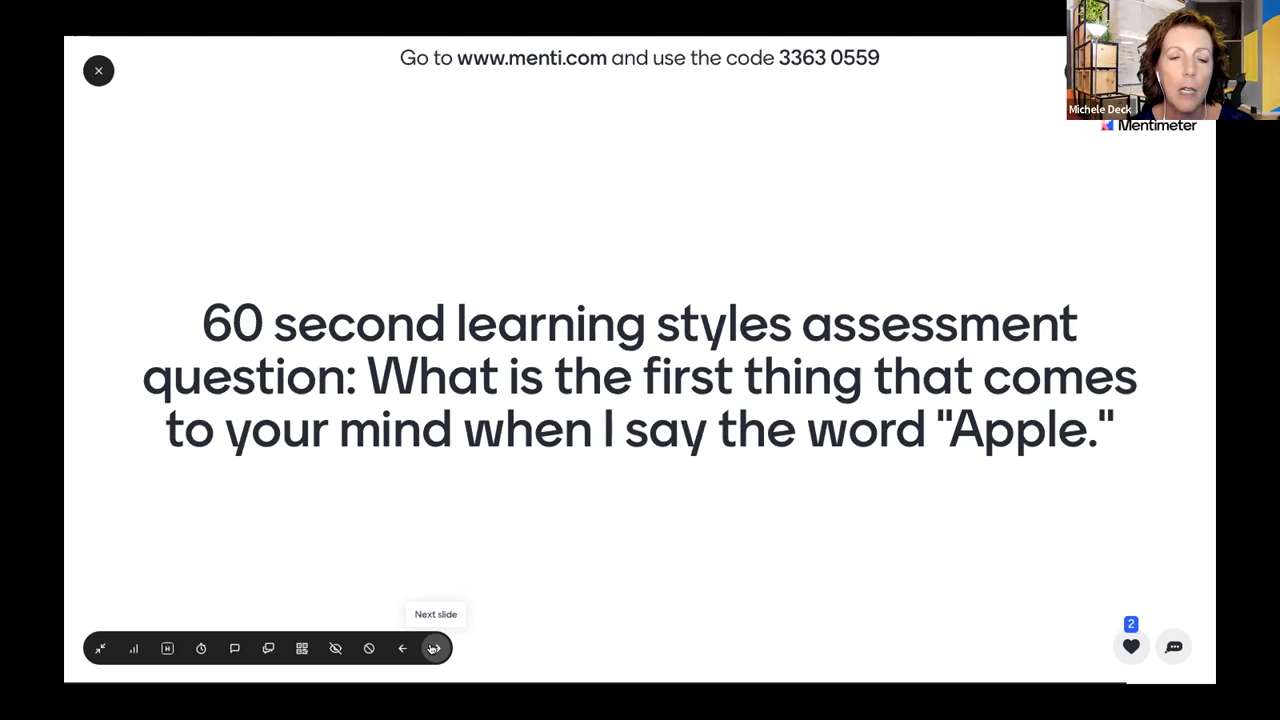 Go to www.menti.com and use the code 3363 0559
Michele Deck
Mentimeter
60 second learning styles assessment
question: What is the first thing that comes
to your mind when I say the word "Apple."
Next slide
H
2